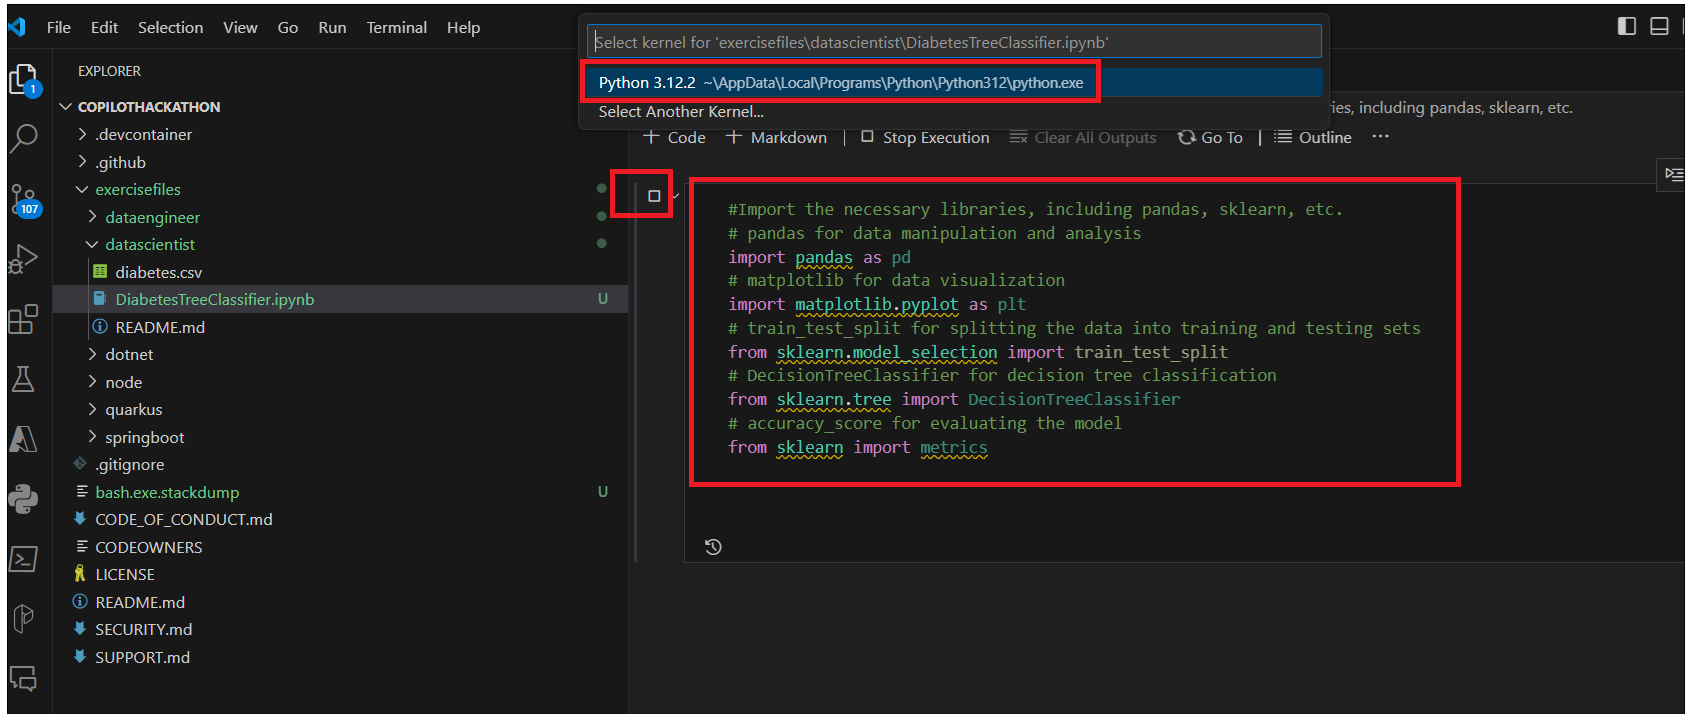 File Edit Selection View Go Run Terminal Help
Select kernel for 'exercisefiles\datascientist\DiabetesTreeClassifier.ipynb'
Python 3.12.2 ~\AppData\Local\Programs\Python\Python312\python.exe
Select Another Kernel...
ies, including pandas, sklearn, etc.
Code Markdown Stop Execution Clear All Outputs Go To Outline ...
EXPLORER
1
COPILOTHACKATHON
.devcontainer
.github
exercisefiles
107
dataengineer
datascientist
diabetes.csv
DiabetesTreeClassifier.ipynb U
README.md
dotnet
node
quarkus
springboot
.gitignore
bash.exe.stackdump U
CODE_OF_CONDUCT.md
CODEOWNERS
LICENSE
README.md
SECURITY.md
SUPPORT.md
#Import the necessary libraries, including pandas, sklearn, etc.
# pandas for data manipulation and analysis
import pandas as pd
# matplotlib for data visualization
import matplotlib.pyplot as plt
# train_test_split for splitting the data into training and testing sets
from sklearn.model_selection import train_test_split
# DecisionTreeClassifier for decision tree classification
from sklearn.tree import DecisionTreeClassifier
# accuracy_score for evaluating the model
from sklearn import metrics